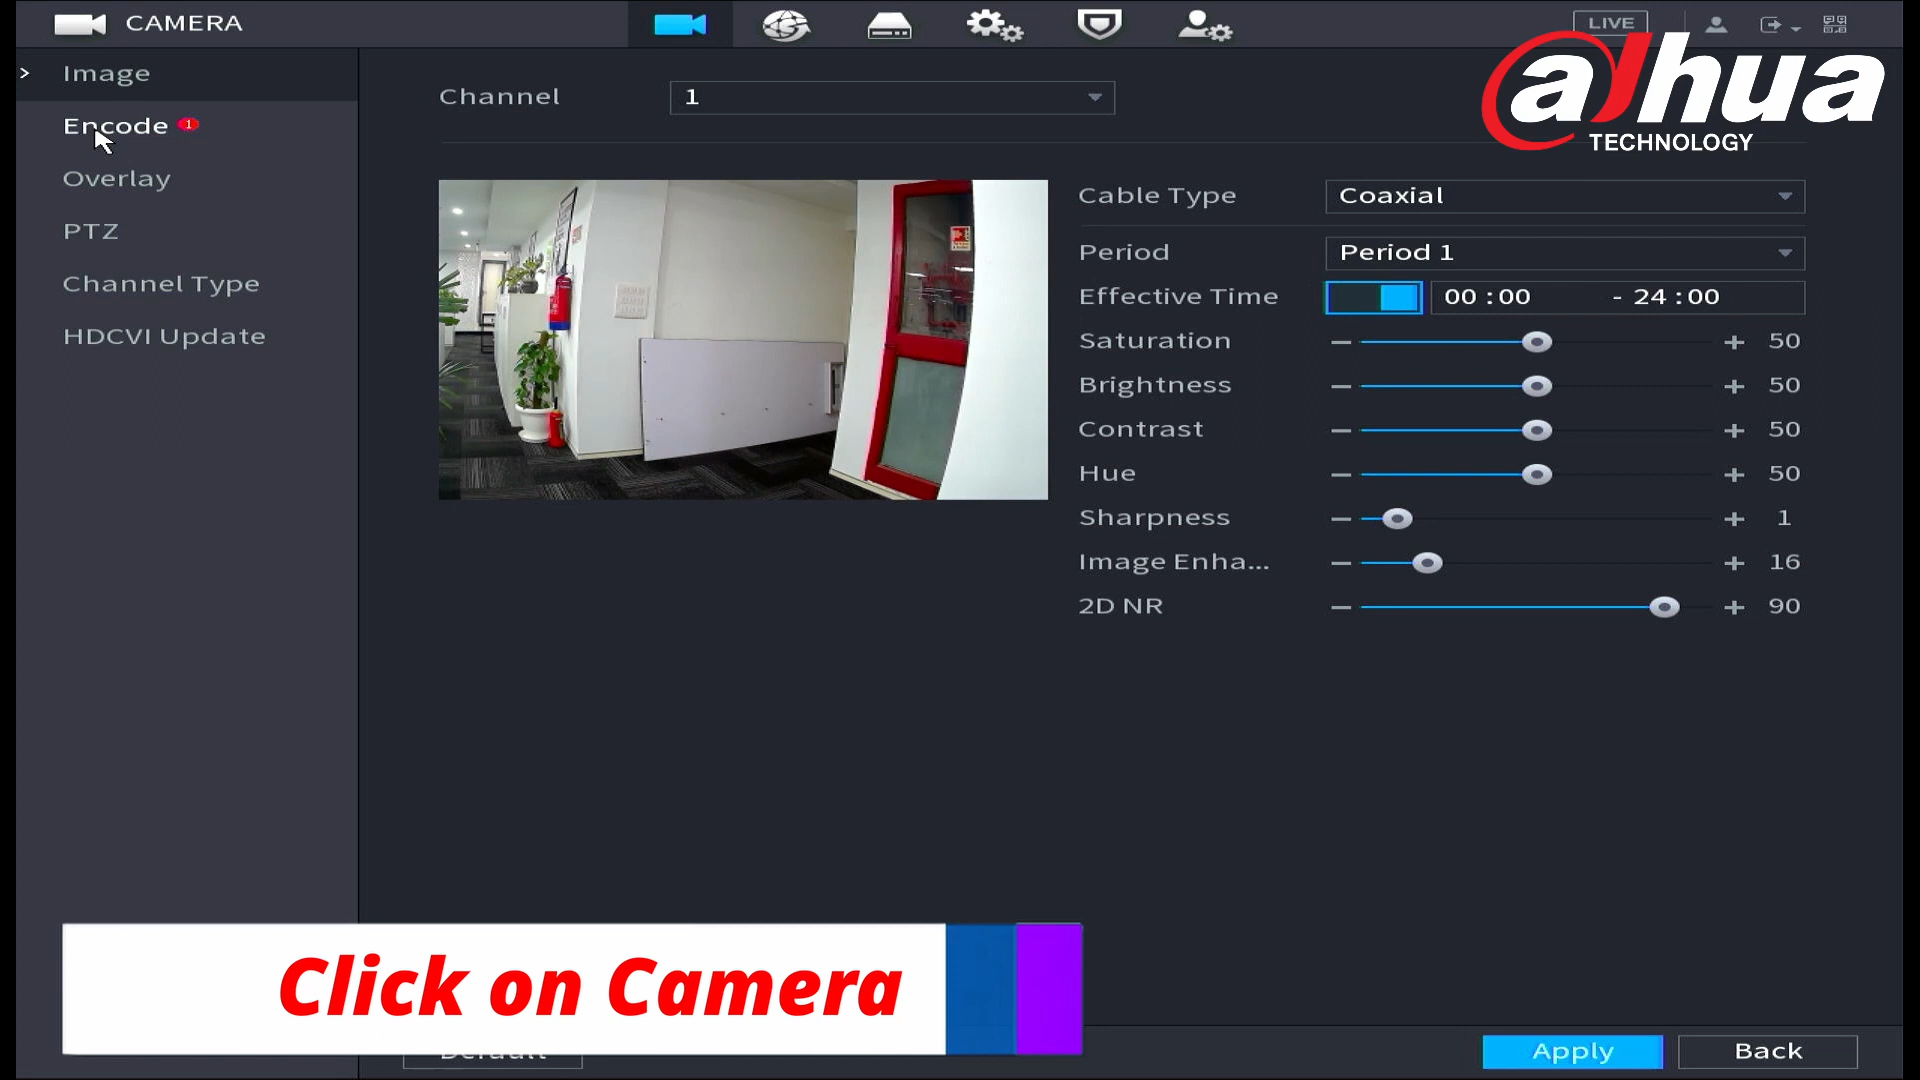 CAMERA
LIVE
alhua
TECHNOLOGY
> Image
Encode 1
Overlay
PTZ
Channel Type
HDCVI Update
Channel 1
Cable Type Coaxial
Period Period 1
Effective Time 00 : 00 - 24 : 00
Saturation 50
Brightness 50
Contrast 50
Hue 50
Sharpness 1
Image Enha... 16
2D NR 90
Click on Camera
Default
Apply
Back